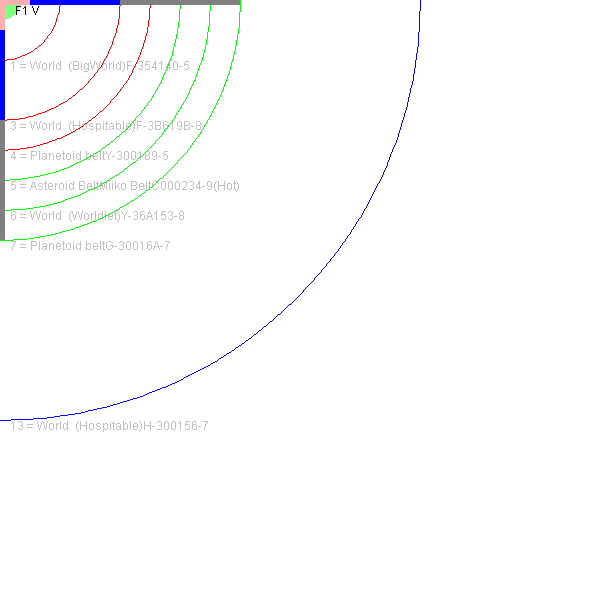 F1 V
1 = World  (BigWorld)F-354140-5
3 = World  (Hospitable)F-3B619B-8
4 = Planetoid beltY-300189-5
5 = Asteroid BeltMliko BeltC000234-9(Hot)
6 = World  (Worldlet)Y-36A153-8
7 = Planetoid beltG-30016A-7
13 = World  (Hospitable)H-300156-7